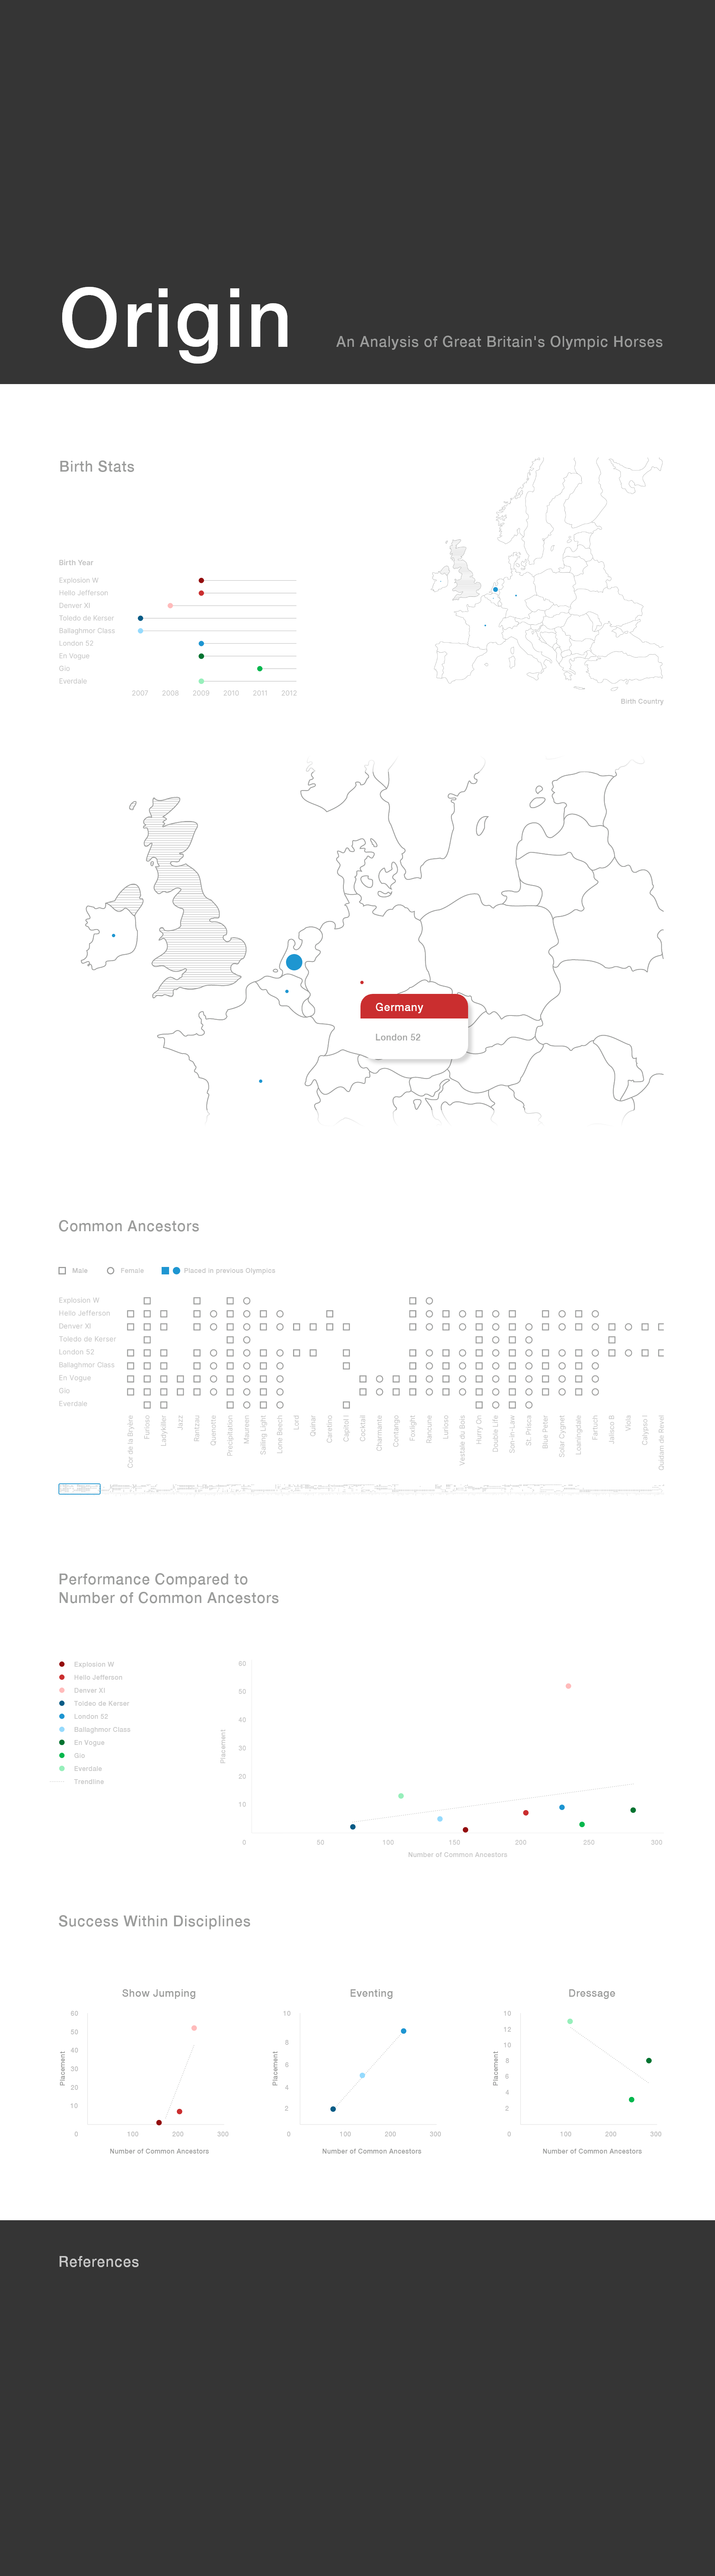 Origin
An Analysis of Great Britain's Olympic Horses
Birth Stats
Birth Year
Explosion W
Hello Jefferson
Denver XI
Toledo de Kerser
Ballaghmor Class
London 52
En Vogue
Gio
Everdale
2007 2008 2009 2010 2011 2012
Birth Country
Germany
London 52
Common Ancestors
Male Female Placed in previous Olympics
Explosion W
Hello Jefferson
Denver XI
Toledo de Kerser
London 52
Ballaghmor Class
En Vogue
Gio
Everdale
Cor de la Bryère
Furioso
Ladykiller
Jazz
Rantzau
Quenotte
Precipitation
Maureen
Sailing Light
Lone Beech
Lord
Quinar
Caretino
Capitol I
Cocktail
Charmante
Contango
Foxlight
Rancune
Lurioso
Vestale du Bois
Hurry On
Double Life
Son-in-Law
St. Prisca
Blue Peter
Solar Cygnet
Loaningdale
Fartuch
Jalisco B
Viola
Calypso I
Quidam de Revel
Performance Compared to
Number of Common Ancestors
Explosion W
Hello Jefferson
Denver XI
Toldeo de Kerser
London 52
Ballaghmor Class
En Vogue
Gio
Everdale
Trendline
Placement
60
50
40
30
20
10
0 50 100 150 200 250 300
Number of Common Ancestors
Success Within Disciplines
Show Jumping
Placement
60
50
40
30
20
10
0 100 200 300
Number of Common Ancestors
Eventing
Placement
10
8
6
4
2
0 100 200 300
Number of Common Ancestors
Dressage
Placement
10
12
10
8
6
4
2
0 100 200 300
Number of Common Ancestors
References